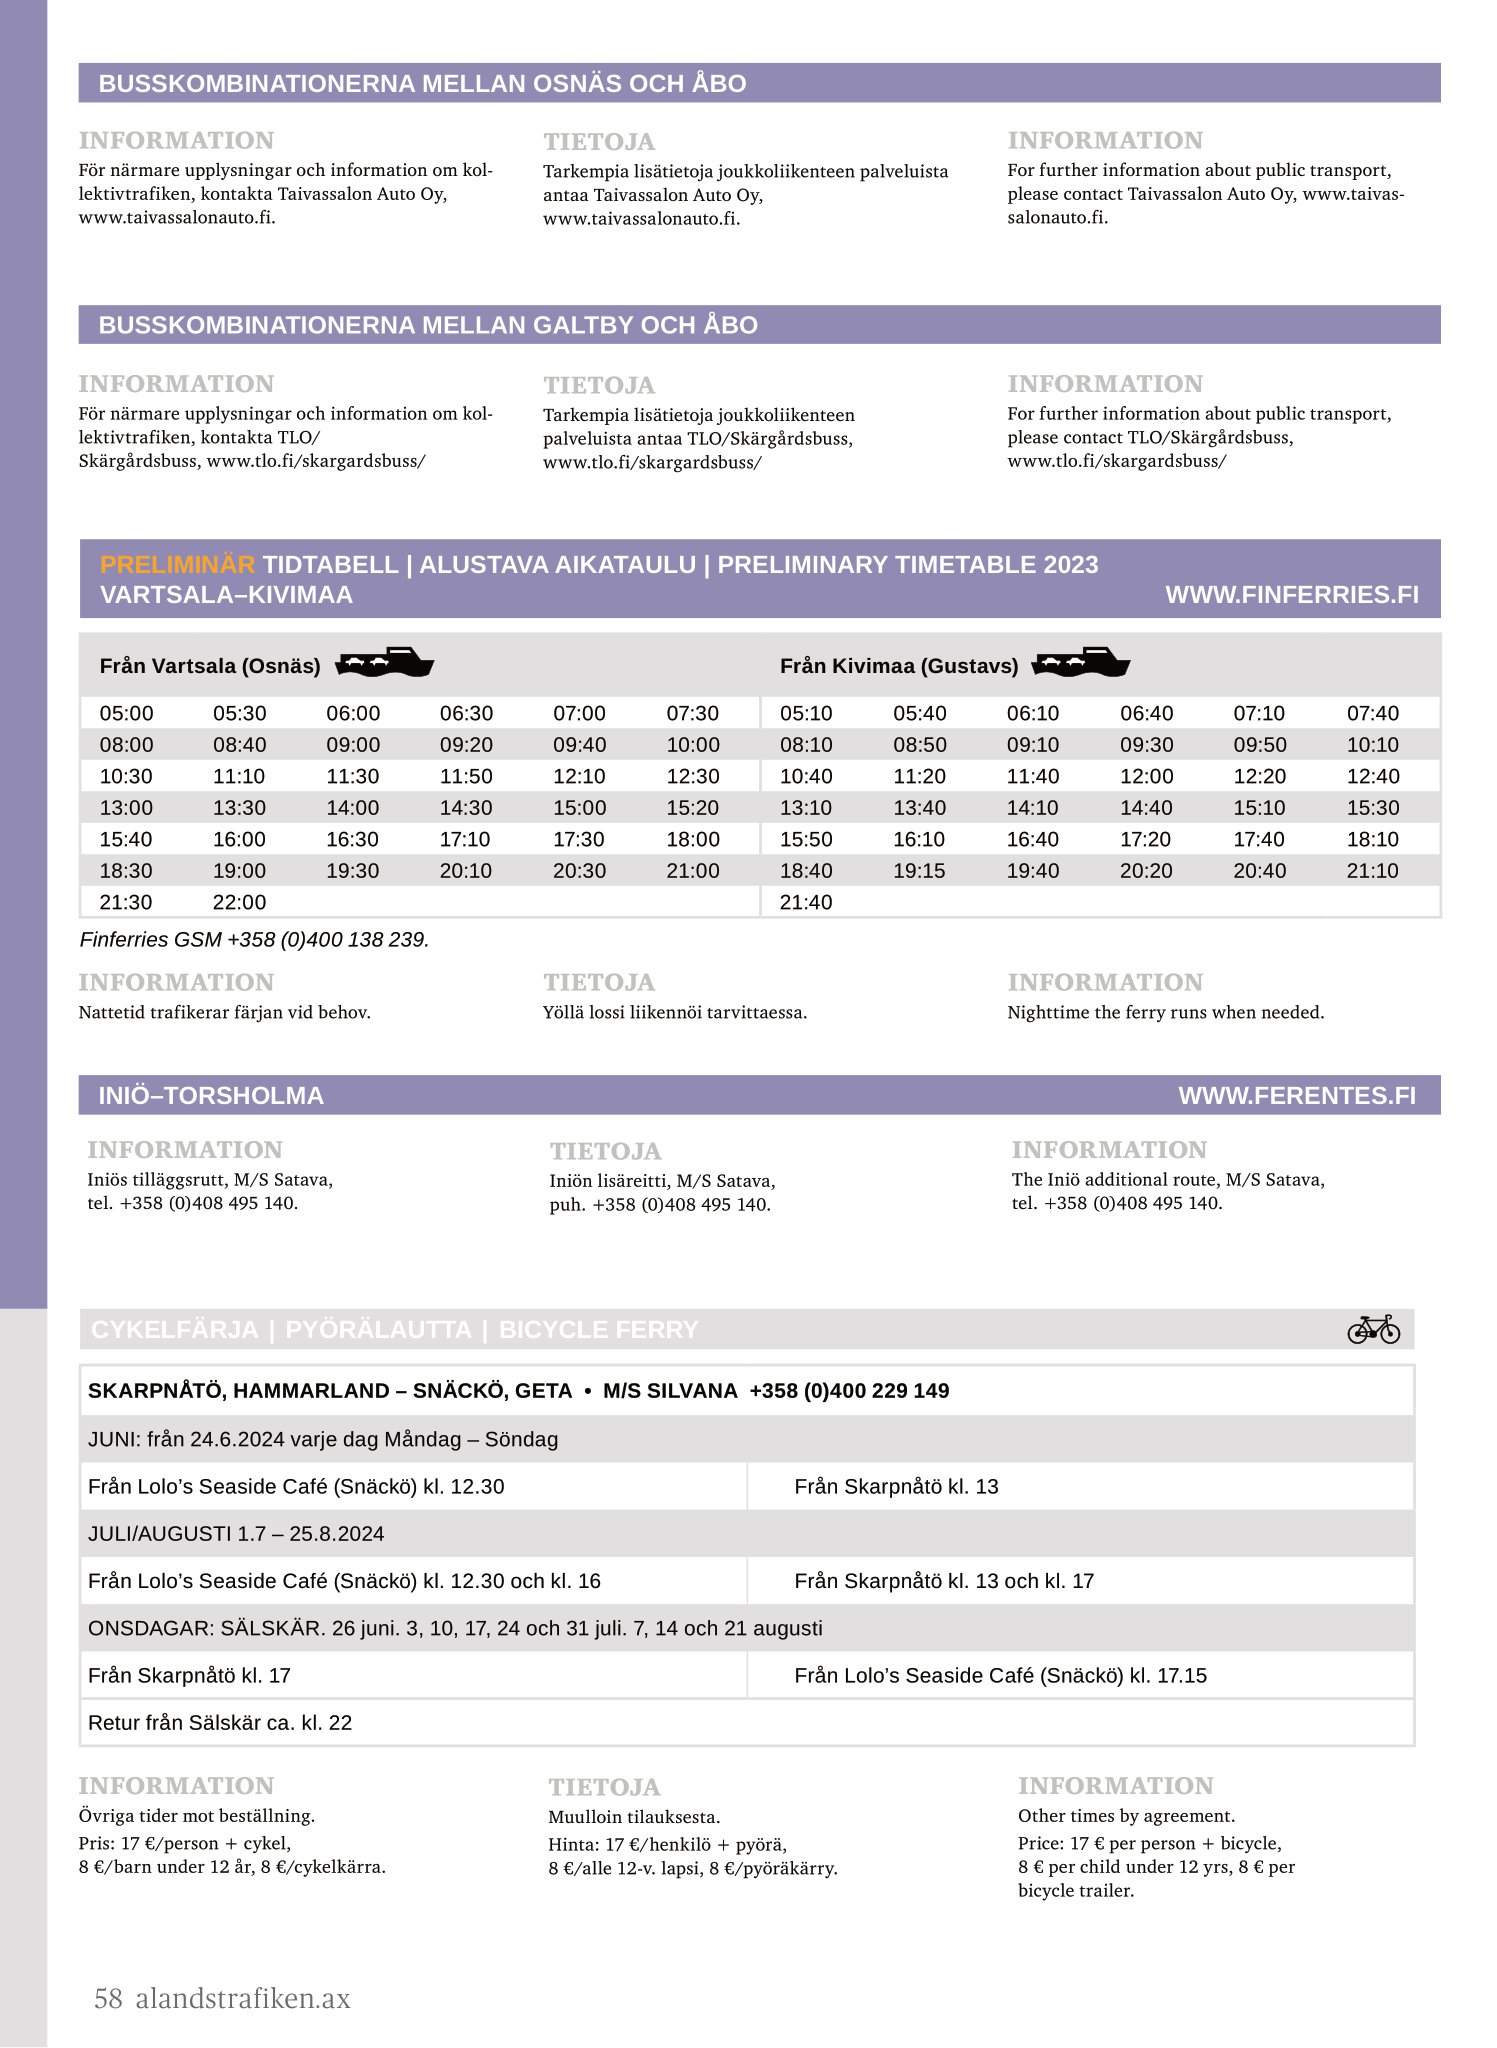 BUSSKOMBINATIONERNA MELLAN OSNÄS OCH ÅBO
INFORMATION
För närmare upplysningar och information om kol-
lektivtrafiken, kontakta Taivassalon Auto Oy,
www.taivassalonauto.fi.
TIETOJA
Tarkempia lisätietoja joukkoliikenteen palveluista
antaa Taivassalon Auto Oy,
www.taivassalonauto.fi.
INFORMATION
For further information about public transport,
please contact Taivassalon Auto Oy, www.taivas-
salonauto.fi.
BUSSKOMBINATIONERNA MELLAN GALTBY OCH ÅBO
INFORMATION
För närmare upplysningar och information om kol-
lektivtrafiken, kontakta TLO/
Skärgårdsbuss, www.tlo.fi/skargardsbuss/
TIETOJA
Tarkempia lisätietoja joukkoliikenteen
palveluista antaa TLO/Skärgårdsbuss,
www.tlo.fi/skargardsbuss/
INFORMATION
For further information about public transport,
please contact TLO/Skärgårdsbuss,
www.tlo.fi/skargardsbuss/
PRELIMINÄR TIDTABELL | ALUSTAVA AIKATAULU | PRELIMINARY TIMETABLE 2023
VARTSALA–KIVIMAA WWW.FINFERRIES.FI
Från Vartsala (Osnäs) Från Kivimaa (Gustavs)
05:00 05:30 06:00 06:30 07:00 07:30 05:10 05:40 06:10 06:40 07:10 07:40
08:00 08:40 09:00 09:20 09:40 10:00 08:10 08:50 09:10 09:30 09:50 10:10
10:30 11:10 11:30 11:50 12:10 12:30 10:40 11:20 11:40 12:00 12:20 12:40
13:00 13:30 14:00 14:30 15:00 15:20 13:10 13:40 14:10 14:40 15:10 15:30
15:40 16:00 16:30 17:10 17:30 18:00 15:50 16:10 16:40 17:20 17:40 18:10
18:30 19:00 19:30 20:10 20:30 21:00 18:40 19:15 19:40 20:20 20:40 21:10
21:30 22:00 21:40
Finferries GSM +358 (0)400 138 239.
INFORMATION
Nattetid trafikerar färjan vid behov.
TIETOJA
Yöllä lossi liikennöi tarvittaessa.
INFORMATION
Nighttime the ferry runs when needed.
INIÖ–TORSHOLMA WWW.FERENTES.FI
INFORMATION
Iniös tilläggsrutt, M/S Satava,
tel. +358 (0)408 495 140.
TIETOJA
Iniön lisäreitti, M/S Satava,
puh. +358 (0)408 495 140.
INFORMATION
The Iniö additional route, M/S Satava,
tel. +358 (0)408 495 140.
CYKELFÄRJA | PYÖRÄLAUTTA | BICYCLE FERRY
SKARPNÅTÖ, HAMMARLAND – SNÄCKÖ, GETA • M/S SILVANA +358 (0)400 229 149
JUNI: från 24.6.2024 varje dag Måndag – Söndag
Från Lolo’s Seaside Café (Snäckö) kl. 12.30 Från Skarpnåtö kl. 13
JULI/AUGUSTI 1.7 – 25.8.2024
Från Lolo’s Seaside Café (Snäckö) kl. 12.30 och kl. 16 Från Skarpnåtö kl. 13 och kl. 17
ONSDAGAR: SÄLSKÄR. 26 juni. 3, 10, 17, 24 och 31 juli. 7, 14 och 21 augusti
Från Skarpnåtö kl. 17 Från Lolo’s Seaside Café (Snäckö) kl. 17.15
Retur från Sälskär ca. kl. 22
INFORMATION
Övriga tider mot beställning.
Pris: 17 €/person + cykel,
8 €/barn under 12 år, 8 €/cykelkärra.
TIETOJA
Muulloin tilauksesta.
Hinta: 17 €/henkilö + pyörä,
8 €/alle 12-v. lapsi, 8 €/pyöräkärry.
INFORMATION
Other times by agreement.
Price: 17 € per person + bicycle,
8 € per child under 12 yrs, 8 € per
bicycle trailer.
58 alandstrafiken.ax